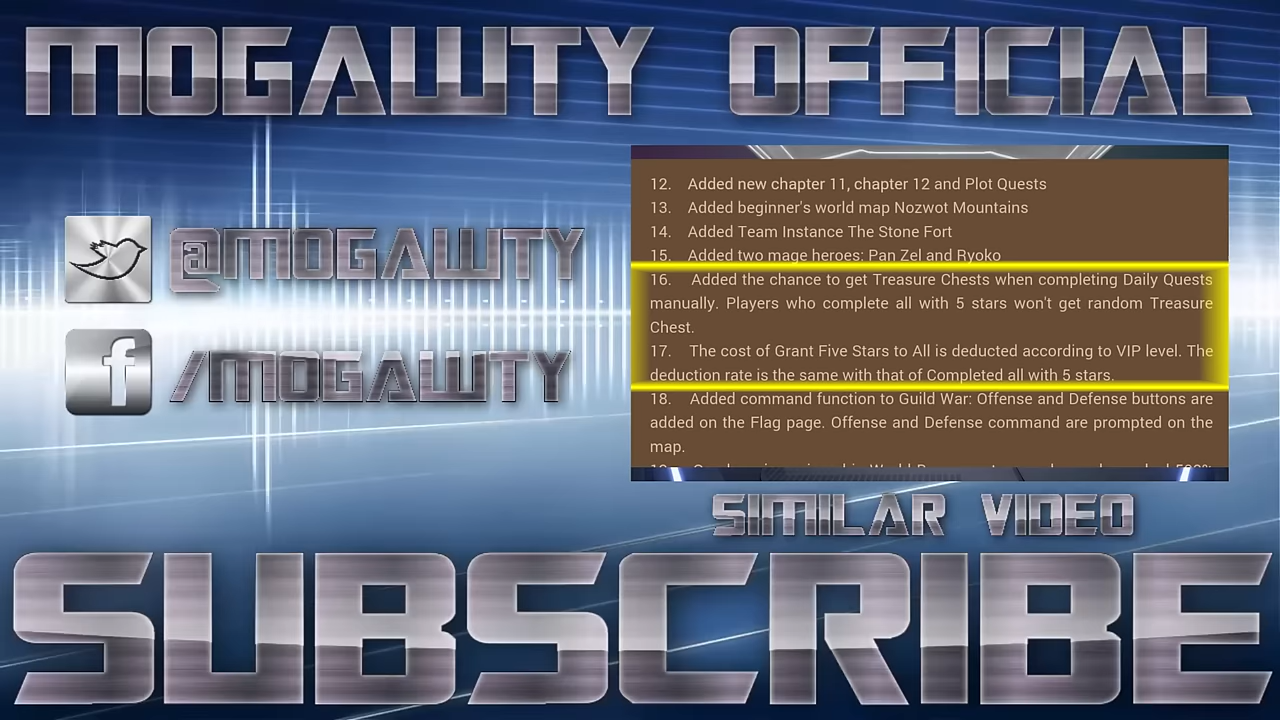 MOGAWTY OFFICIAL
@MOGAWTY
/MOGAWTY
12. Added new chapter 11, chapter 12 and Plot Quests
13. Added beginner's world map Nozwot Mountains
14. Added Team Instance The Stone Fort
15. Added two mage heroes: Pan Zel and Ryoko
16. Added the chance to get Treasure Chests when completing Daily Quests
manually. Players who complete all with 5 stars won't get random Treasure
Chest.
17. The cost of Grant Five Stars to All is deducted according to VIP level. The
deduction rate is the same with that of Completed all with 5 stars.
18. Added command function to Guild War: Offense and Defense buttons are
added on the Flag page. Offense and Defense command are prompted on the
map.
SIMILAR VIDEO
SUBSCRIBE